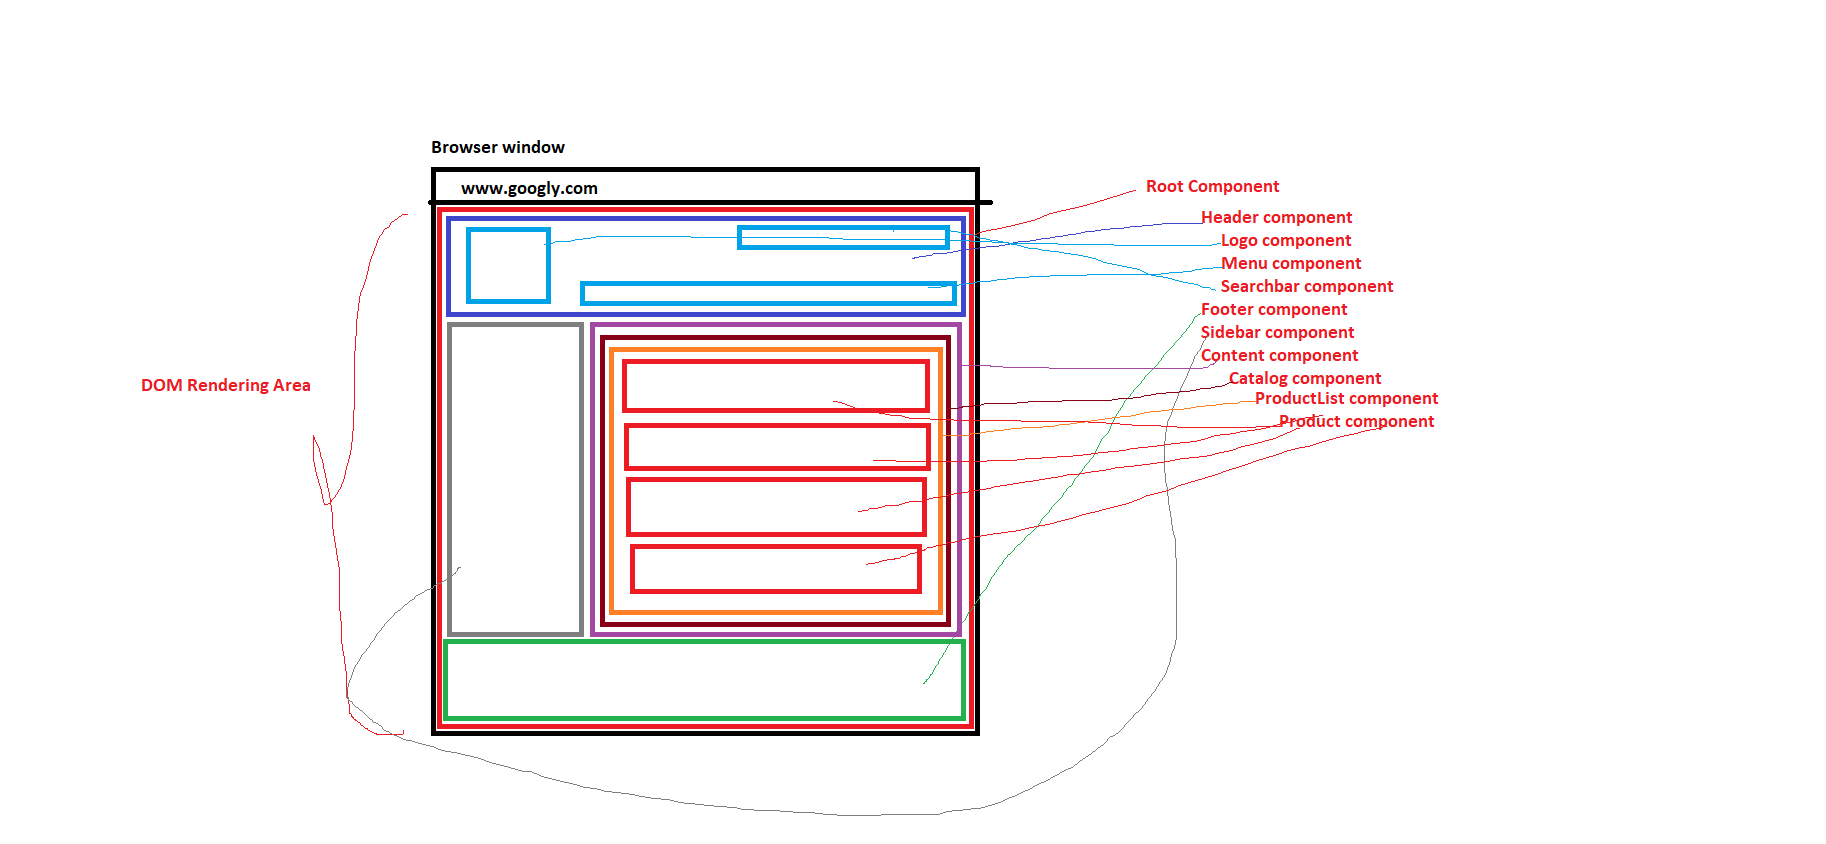 Browser window
www.googly.com
Root Component
Header component
Logo component
Menu component
Searchbar component
Footer component
Sidebar component
Content component
Catalog component
ProductList component
Product component
DOM Rendering Area